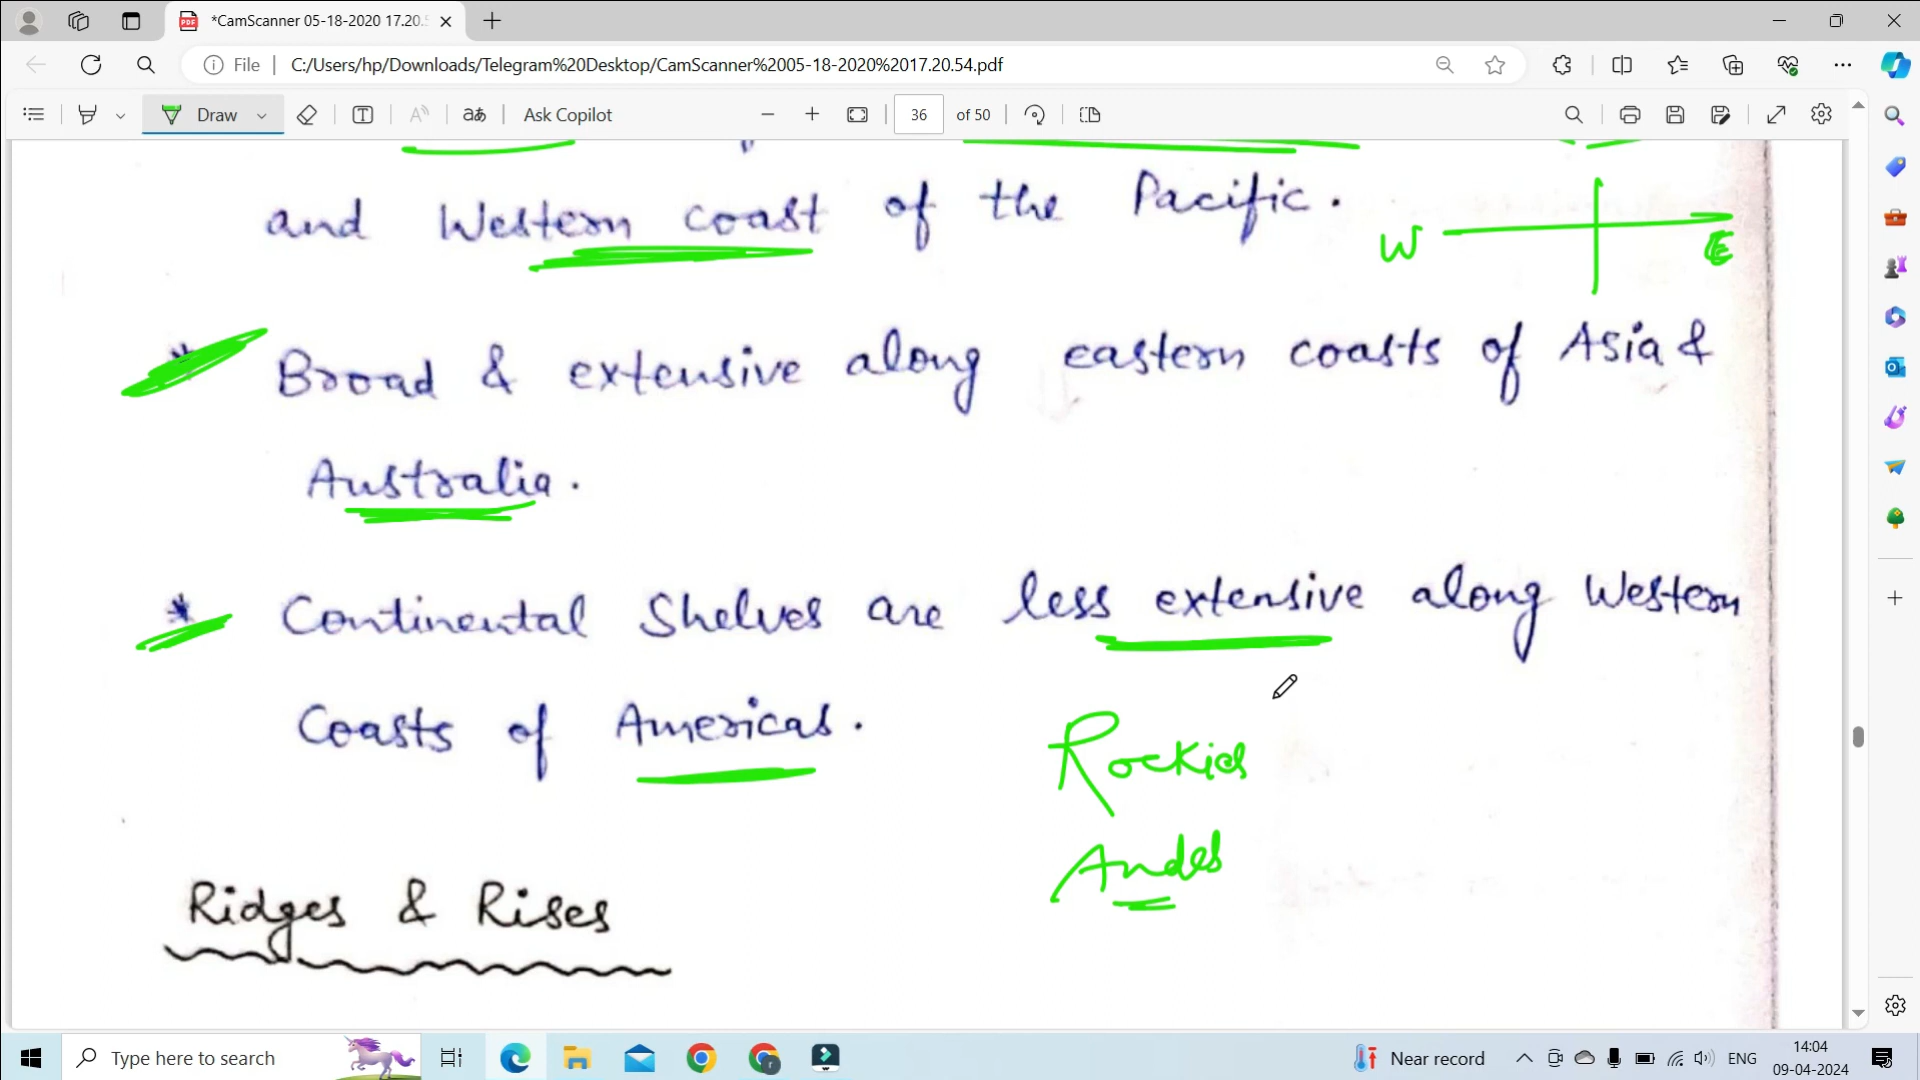 *CamScanner 05-18-2020 17.20.5
File
C:/Users/hp/Downloads/Telegram%20Desktop/CamScanner%2005-18-2020%2017.20.54.pdf
Draw
Ask Copilot
36 of 50
and Western coast of the Pacific.
W E
* Broad & extensive along eastern coasts of Asia &
Australia.
* Continental Shelves are less extensive along Western
Coasts of Americas.
Rockies
Andes
Ridges & Rises
Type here to search
Near record
ENG
14:04
09-04-2024